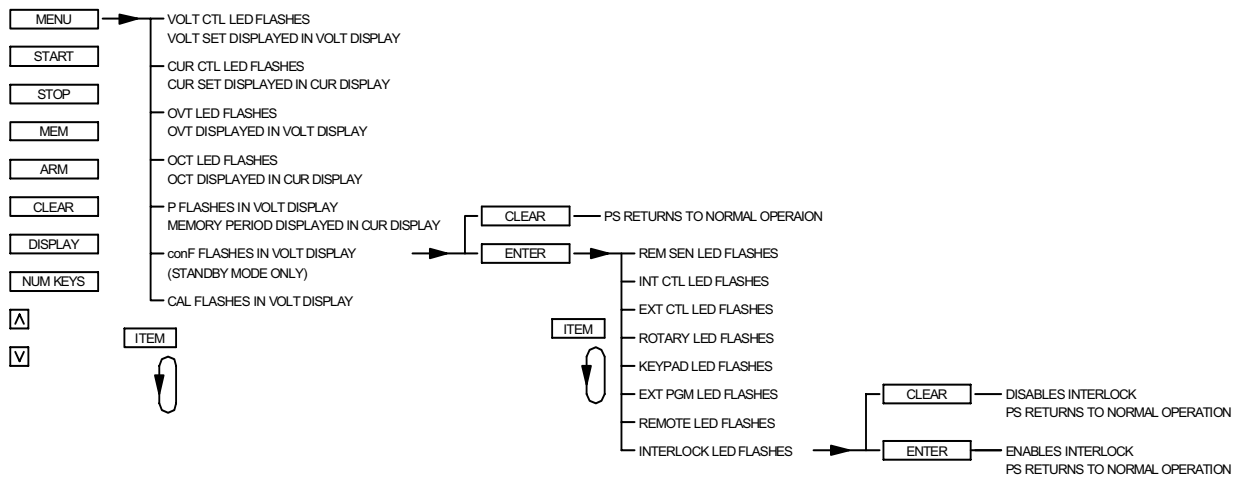 MENU
START
STOP
MEM
ARM
CLEAR
DISPLAY
NUM KEYS
VOLT CTL LED FLASHES
VOLT SET DISPLAYED IN VOLT DISPLAY
CUR CTL LED FLASHES
CUR SET DISPLAYED IN CUR DISPLAY
OVT LED FLASHES
OVT DISPLAYED IN VOLT DISPLAY
OCT LED FLASHES
OCT DISPLAYED IN CUR DISPLAY
P FLASHES IN VOLT DISPLAY
MEMORY PERIOD DISPLAYED IN CUR DISPLAY
conF FLASHES IN VOLT DISPLAY
(STANDBY MODE ONLY)
CAL FLASHES IN VOLT DISPLAY
ITEM
CLEAR
PS RETURNS TO NORMAL OPERAION
ENTER
REM SEN LED FLASHES
INT CTL LED FLASHES
EXT CTL LED FLASHES
ROTARY LED FLASHES
KEYPAD LED FLASHES
EXT PGM LED FLASHES
REMOTE LED FLASHES
INTERLOCK LED FLASHES
ITEM
CLEAR
DISABLES INTERLOCK
PS RETURNS TO NORMAL OPERATION
ENTER
ENABLES INTERLOCK
PS RETURNS TO NORMAL OPERATION